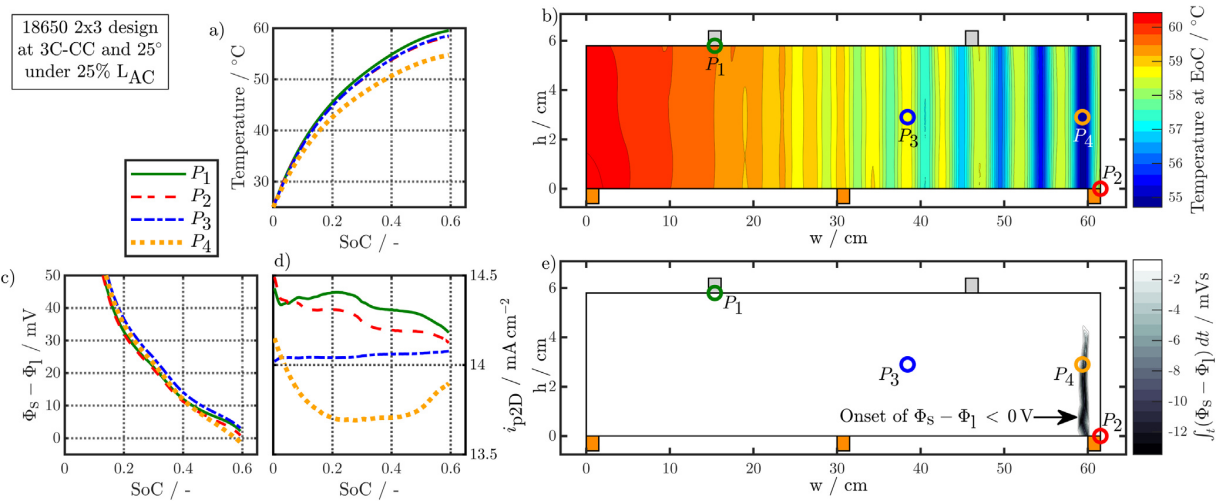 18650 2x3 design
at 3C-CC and 25°
under 25% L_AC
a)
Temperature / °C
60
50
40
30
0
0.2
0.4
0.6
SoC / -
P_1
P_2
P_3
P_4
b)
h / cm
6
4
2
0
P_1
P_3
P_4
P_2
0
10
20
30
40
50
60
w / cm
60
59
58
57
56
55
Temperature at EoC / °C
c)
Φ_s − Φ_l / mV
50
40
30
20
10
0
0
0.2
0.4
0.6
SoC / -
d)
14.5
14
13.5
i_p2D / mA cm⁻²
0
0.2
0.4
0.6
SoC / -
e)
h / cm
6
4
2
0
P_1
P_3
P_4
Onset of Φ_s − Φ_l < 0 V
P_2
0
10
20
30
40
50
60
w / cm
-2
-4
-6
-8
-10
-12
∫_t(Φ_s − Φ_l) dt / mVs